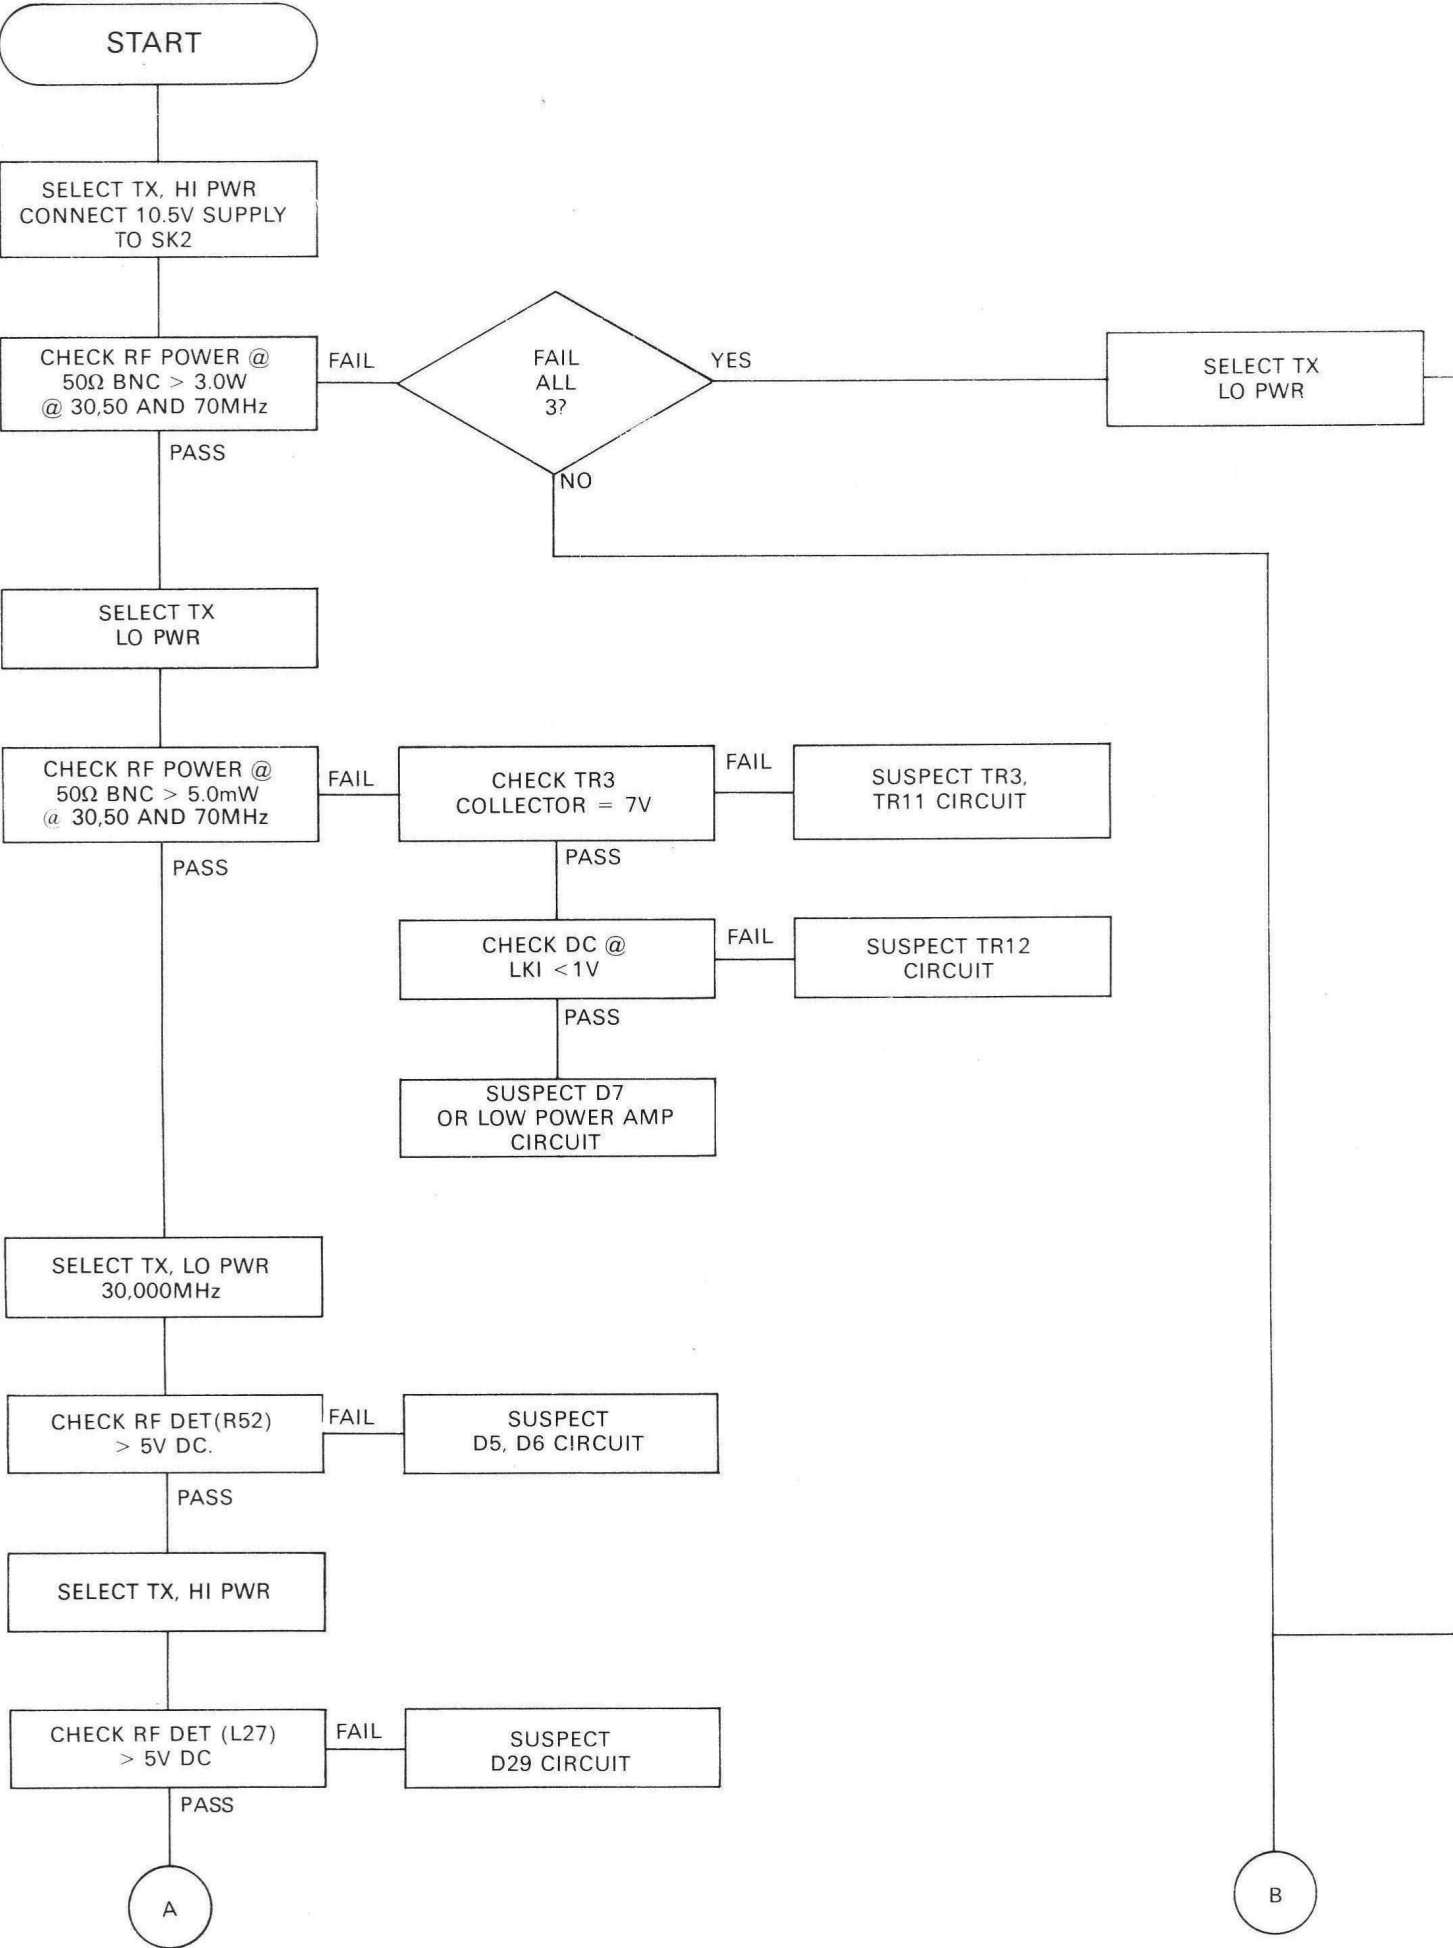 START
SELECT TX, HI PWR
CONNECT 10.5V SUPPLY
TO SK2
CHECK RF POWER @
50Ω BNC > 3.0W
@ 30,50 AND 70MHz
FAIL
FAIL
ALL
3?
YES
SELECT TX
LO PWR
PASS
NO
SELECT TX
LO PWR
CHECK RF POWER @
50Ω BNC > 5.0mW
@ 30,50 AND 70MHz
FAIL
CHECK TR3
COLLECTOR = 7V
FAIL
SUSPECT TR3,
TR11 CIRCUIT
PASS
PASS
CHECK DC @
LKI <1V
FAIL
SUSPECT TR12
CIRCUIT
PASS
SUSPECT D7
OR LOW POWER AMP
CIRCUIT
SELECT TX, LO PWR
30,000MHz
CHECK RF DET(R52)
> 5V DC.
FAIL
SUSPECT
D5, D6 CIRCUIT
PASS
SELECT TX, HI PWR
CHECK RF DET (L27)
> 5V DC
FAIL
SUSPECT
D29 CIRCUIT
PASS
A
B